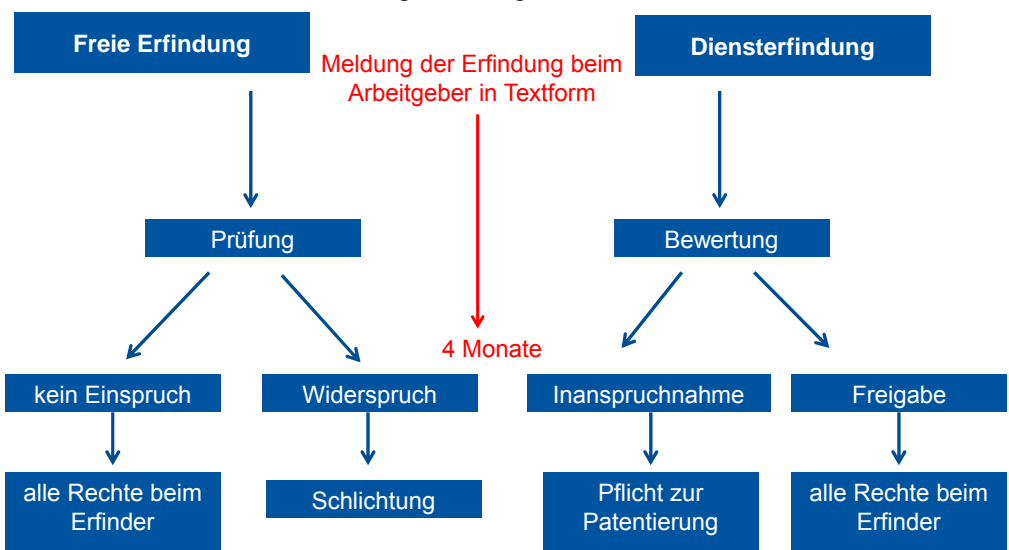 Freie Erfindung
Diensterfindung
Meldung der Erfindung beim
Arbeitgeber in Textform
Prüfung
Bewertung
4 Monate
kein Einspruch
Widerspruch
Inanspruchnahme
Freigabe
alle Rechte beim
Erfinder
Schlichtung
Pflicht zur
Patentierung
alle Rechte beim
Erfinder